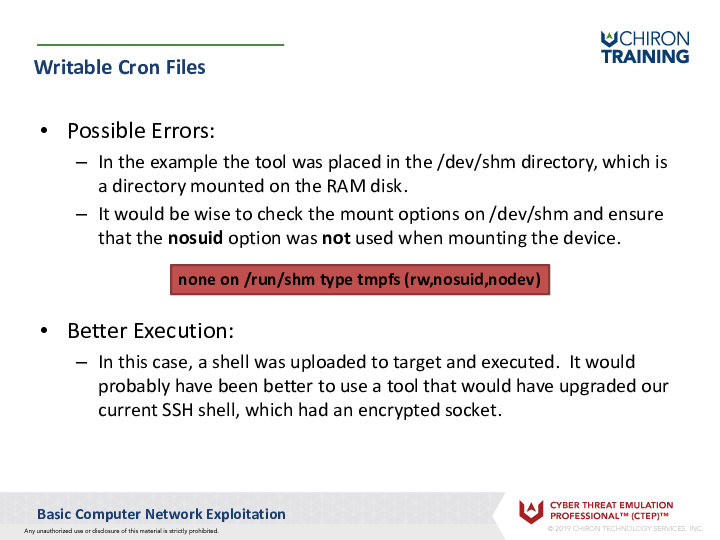 CHIRON
TRAINING
Writable Cron Files
• Possible Errors:
– In the example the tool was placed in the /dev/shm directory, which is
a directory mounted on the RAM disk.
– It would be wise to check the mount options on /dev/shm and ensure
that the nosuid option was not used when mounting the device.
none on /run/shm type tmpfs (rw,nosuid,nodev)
• Better Execution:
– In this case, a shell was uploaded to target and executed.  It would
probably have been better to use a tool that would have upgraded our
current SSH shell, which had an encrypted socket.
Basic Computer Network Exploitation
Any unauthorized use or disclosure of this material is strictly prohibited.
CYBER THREAT EMULATION
PROFESSIONAL™ (CTEP)™
© 2019 CHIRON TECHNOLOGY SERVICES, INC.